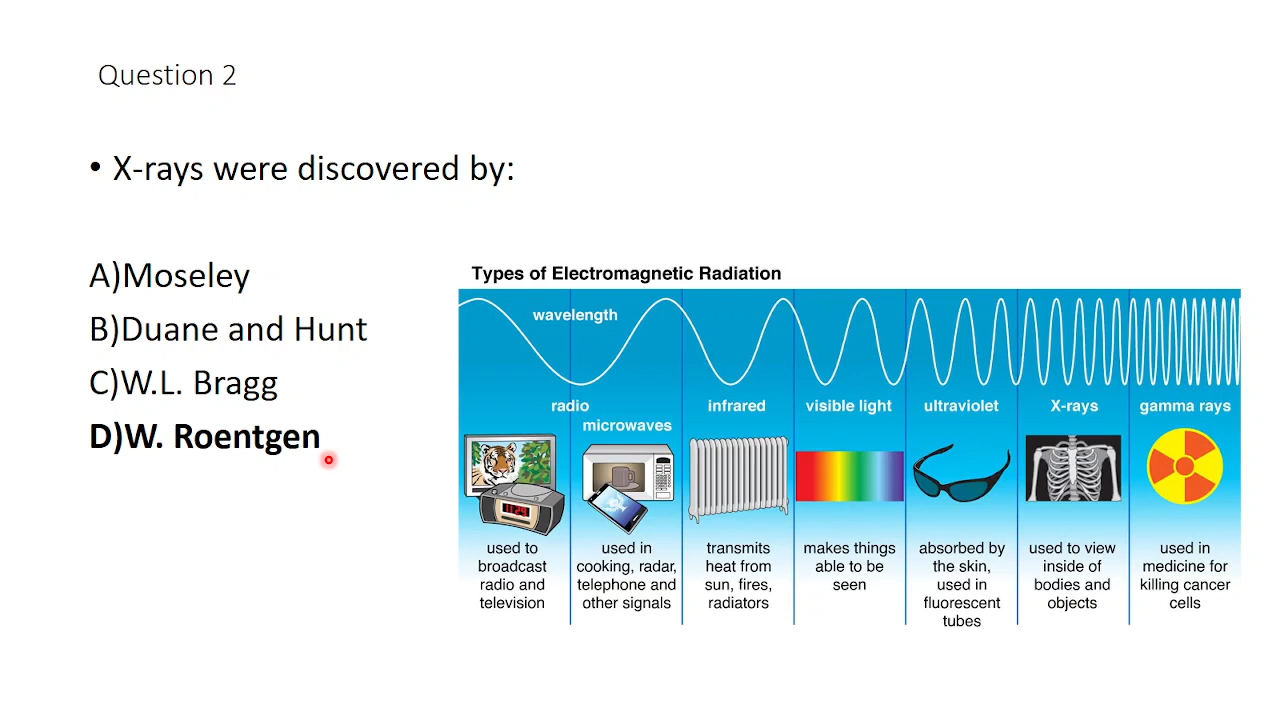 Question 2
• X-rays were discovered by:
A)Moseley
B)Duane and Hunt
C)W.L. Bragg
D)W. Roentgen
Types of Electromagnetic Radiation
wavelength
radio
microwaves
infrared
visible light
ultraviolet
X-rays
gamma rays
11:24
used to
broadcast
radio and
television
used in
cooking, radar,
telephone and
other signals
transmits
heat from
sun, fires,
radiators
makes things
able to be
seen
absorbed by
the skin,
used in
fluorescent
tubes
used to view
inside of
bodies and
objects
used in
medicine for
killing cancer
cells